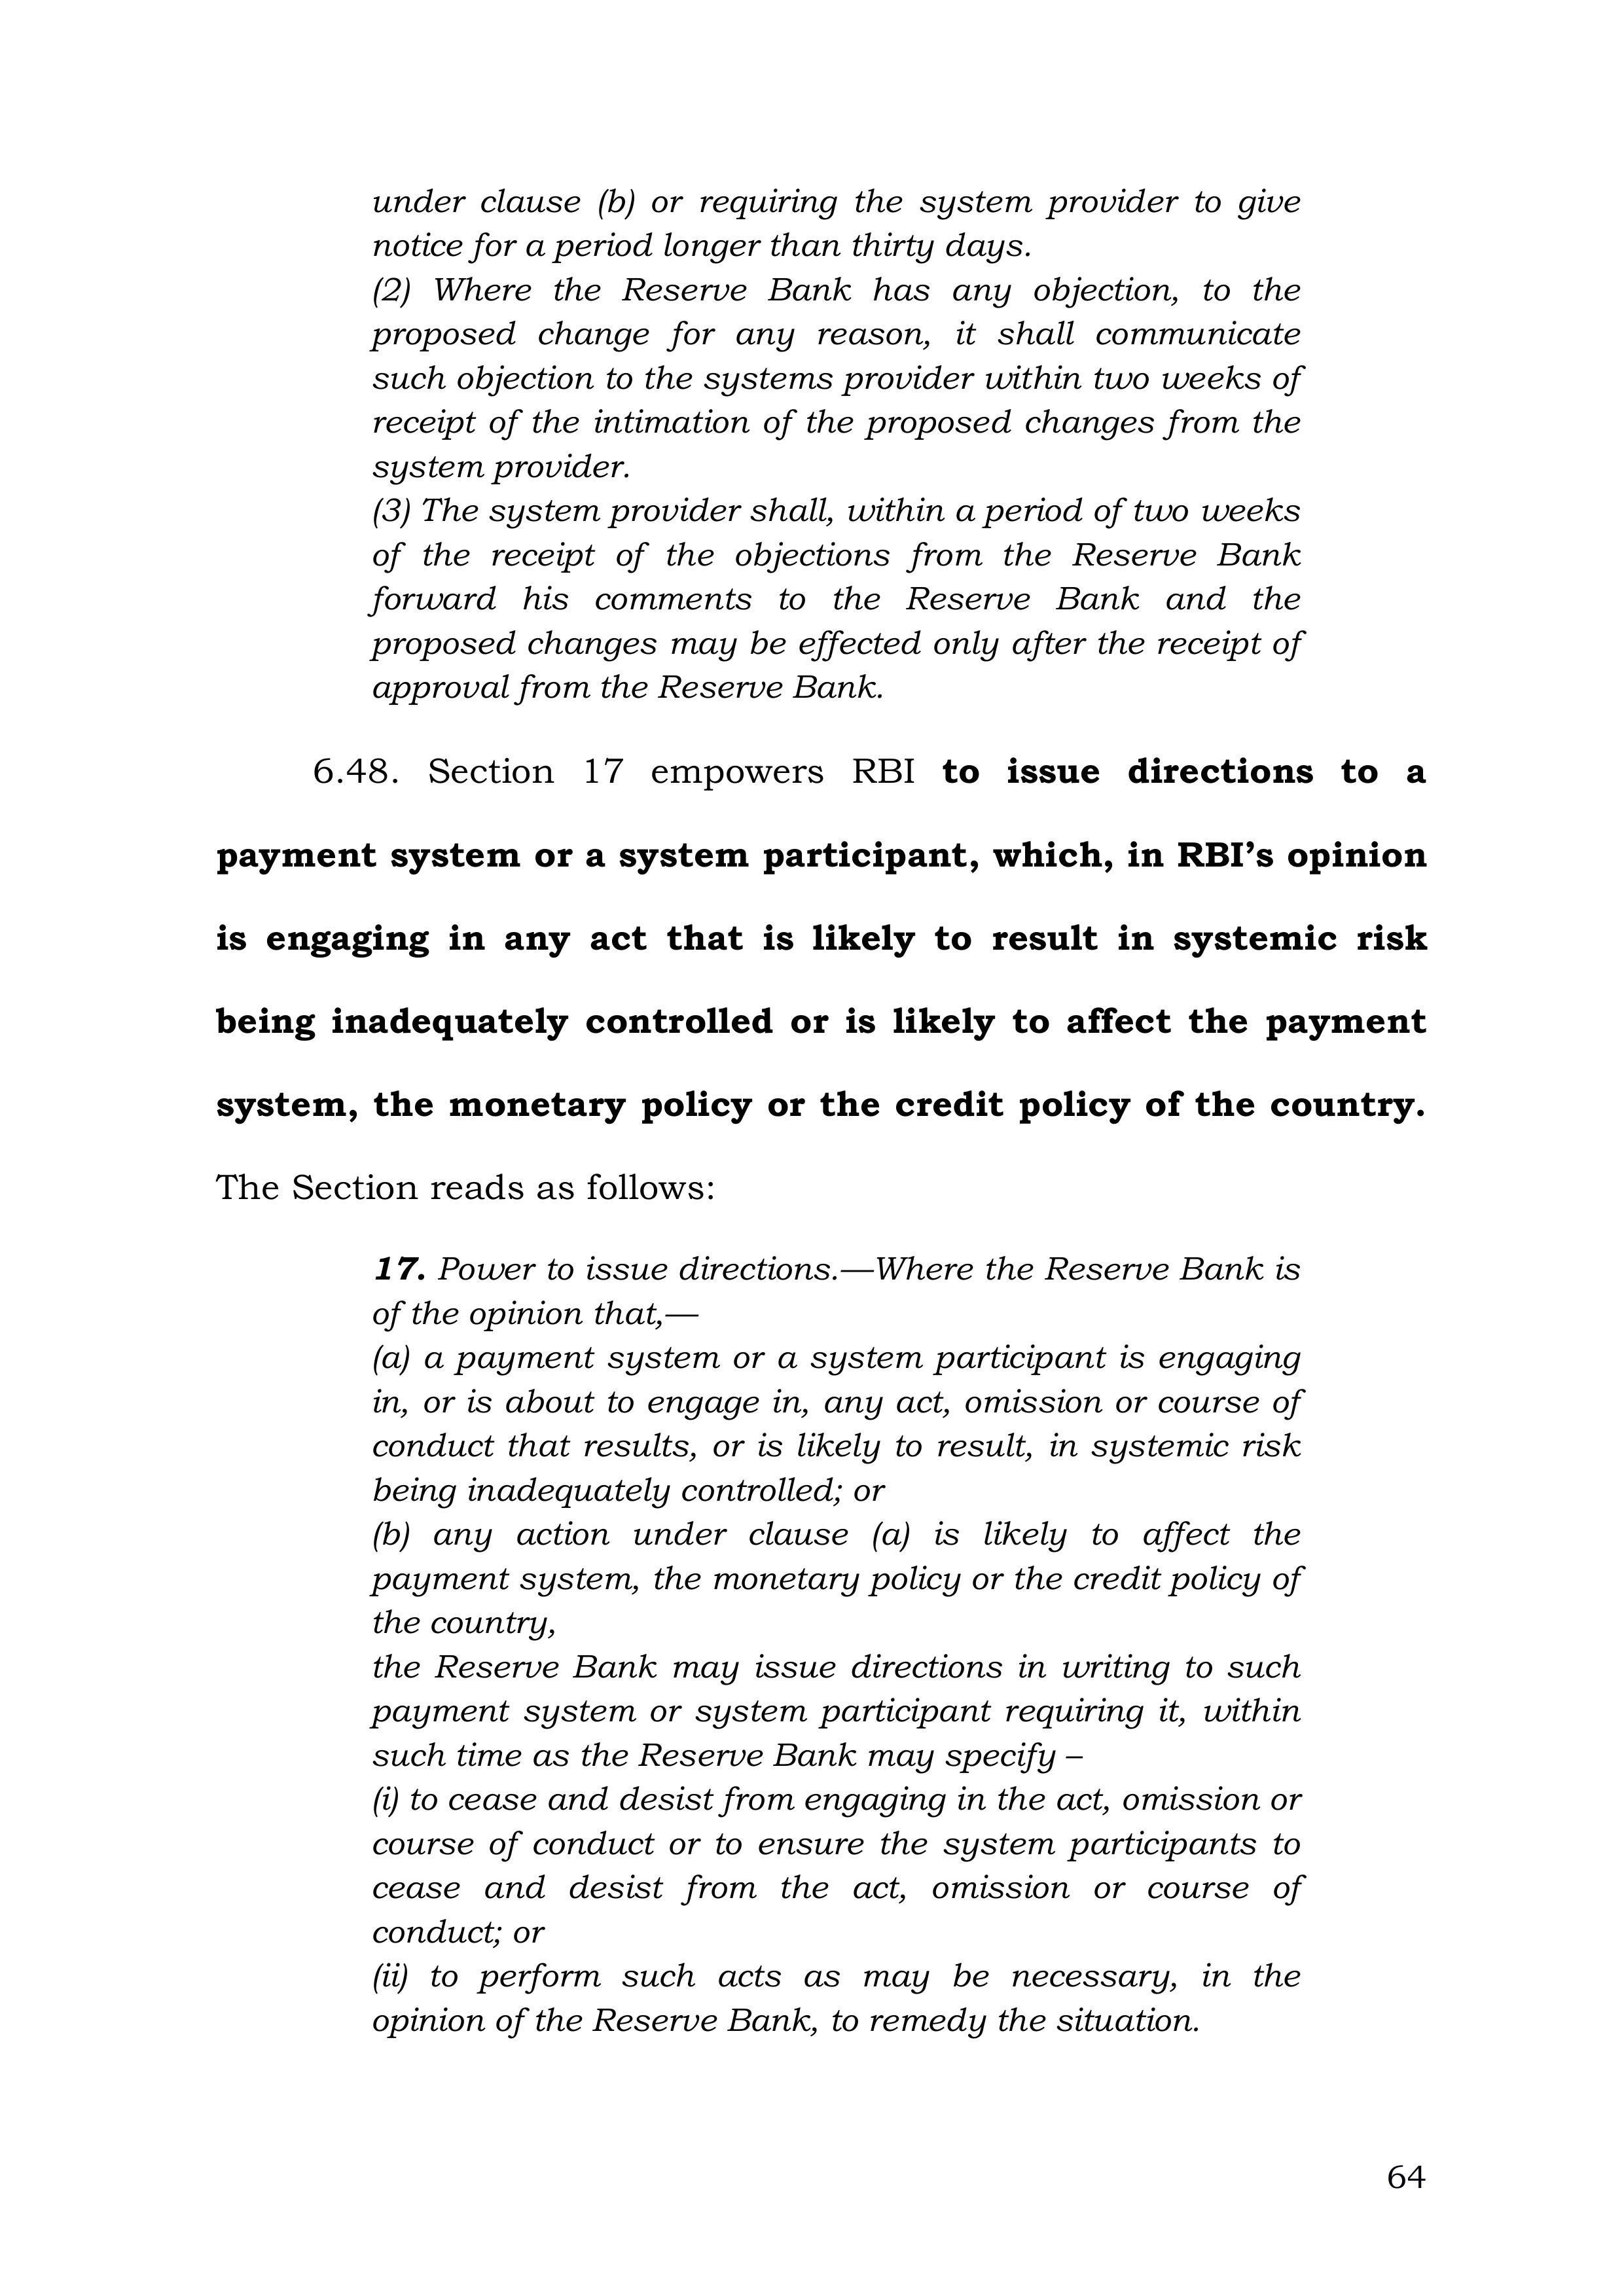 under clause (b) or requiring the system provider to give
notice for a period longer than thirty days.
(2) Where the Reserve Bank has any objection, to the
proposed change for any reason, it shall communicate
such objection to the systems provider within two weeks of
receipt of the intimation of the proposed changes from the
system provider.
(3) The system provider shall, within a period of two weeks
of the receipt of the objections from the Reserve Bank
forward his comments to the Reserve Bank and the
proposed changes may be effected only after the receipt of
approval from the Reserve Bank.
6.48. Section 17 empowers RBI to issue directions to a
payment system or a system participant, which, in RBI’s opinion
is engaging in any act that is likely to result in systemic risk
being inadequately controlled or is likely to affect the payment
system, the monetary policy or the credit policy of the country.
The Section reads as follows:
17. Power to issue directions.—Where the Reserve Bank is
of the opinion that,—
(a) a payment system or a system participant is engaging
in, or is about to engage in, any act, omission or course of
conduct that results, or is likely to result, in systemic risk
being inadequately controlled; or
(b) any action under clause (a) is likely to affect the
payment system, the monetary policy or the credit policy of
the country,
the Reserve Bank may issue directions in writing to such
payment system or system participant requiring it, within
such time as the Reserve Bank may specify –
(i) to cease and desist from engaging in the act, omission or
course of conduct or to ensure the system participants to
cease and desist from the act, omission or course of
conduct; or
(ii) to perform such acts as may be necessary, in the
opinion of the Reserve Bank, to remedy the situation.
64